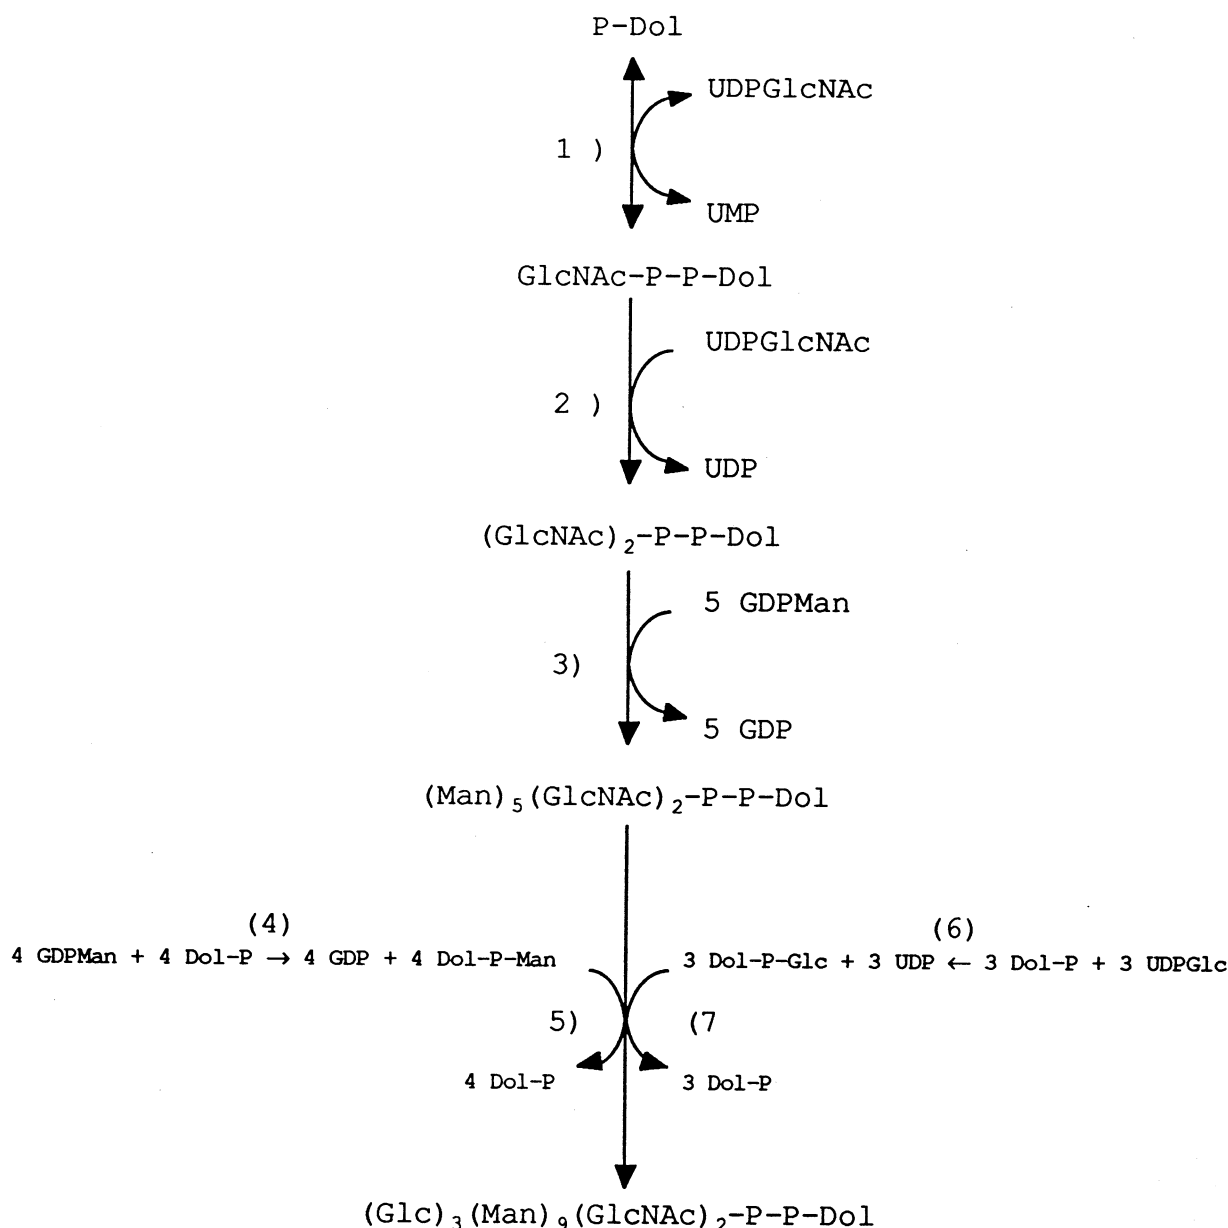 P-Dol
UDPGlcNAc
1 )
UMP
GlcNAc-P-P-Dol
UDPGlcNAc
2 )
UDP
(GlcNAc)₂-P-P-Dol
5 GDPMan
3)
5 GDP
(Man)₅(GlcNAc)₂-P-P-Dol
(4)
4 GDPMan + 4 Dol-P → 4 GDP + 4 Dol-P-Man
(6)
3 Dol-P-Glc + 3 UDP ← 3 Dol-P + 3 UDPGlc
5)
(7
4 Dol-P
3 Dol-P
(Glc)₃(Man)₉(GlcNAc)₂-P-P-Dol